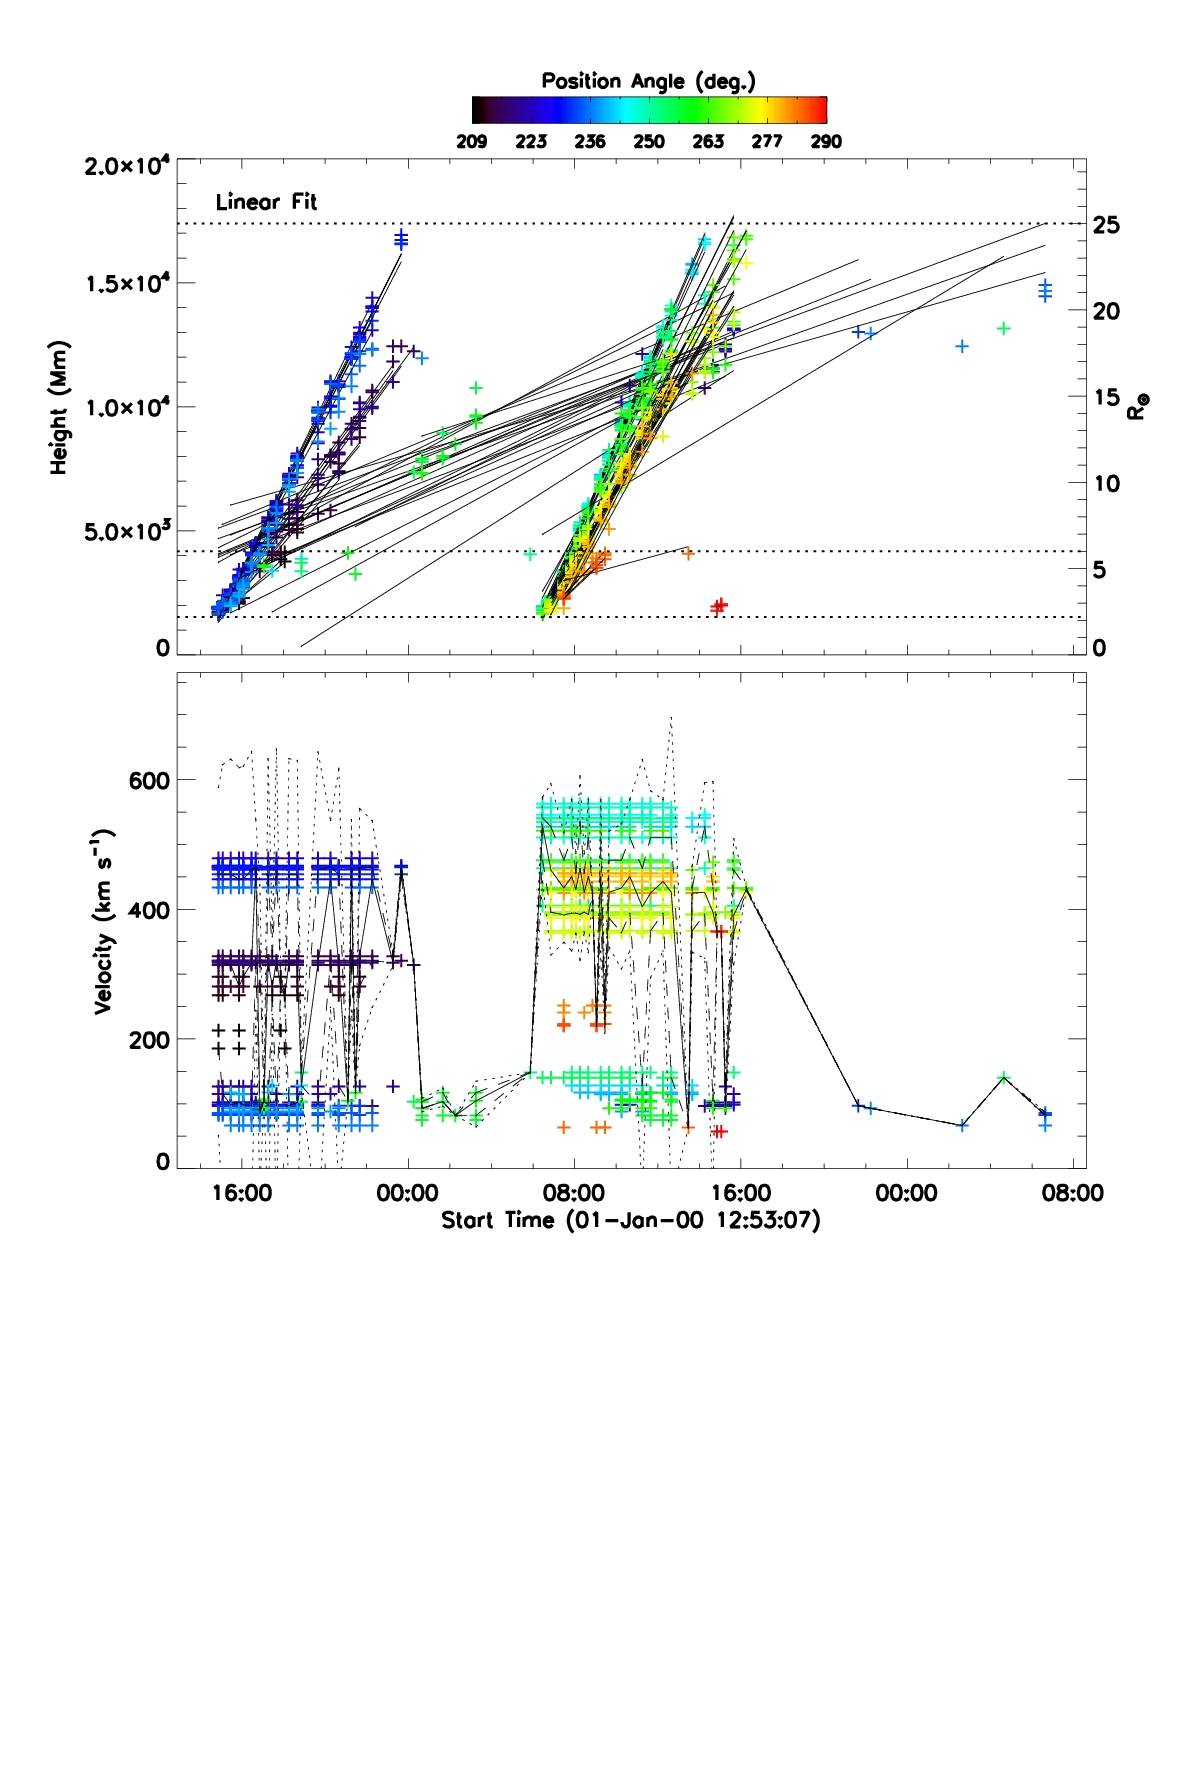 Position Angle (deg.)
209 223 236 250 263 277 290
Linear Fit
2.0×10⁴
1.5×10⁴
1.0×10⁴
5.0×10³
0
Height (Mm)
25
20
15
10
5
0
R⊙
600
400
200
0
Velocity (km s⁻¹)
16:00 00:00 08:00 16:00 00:00 08:00
Start Time (01-Jan-00 12:53:07)